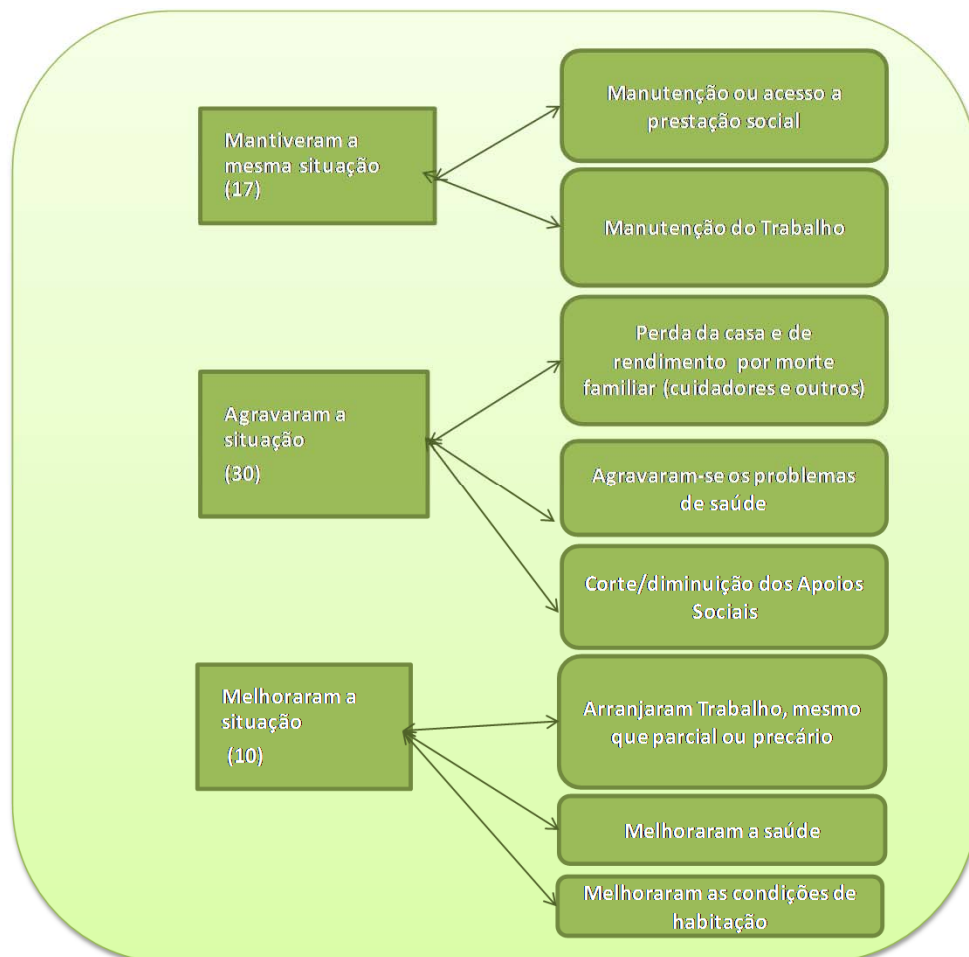 Mantiveram a
mesma situação
(17)
Manutenção ou acesso a
prestação social
Manutenção do Trabalho
Agravaram a
situação
(30)
Perda da casa e de
rendimento por morte
familiar (cuidadores e outros)
Agravaram-se os problemas
de saúde
Corte/diminuição dos Apoios
Sociais
Melhoraram a
situação
(10)
Arranjaram Trabalho, mesmo
que parcial ou precário
Melhoraram a saúde
Melhoraram as condições de
habitação